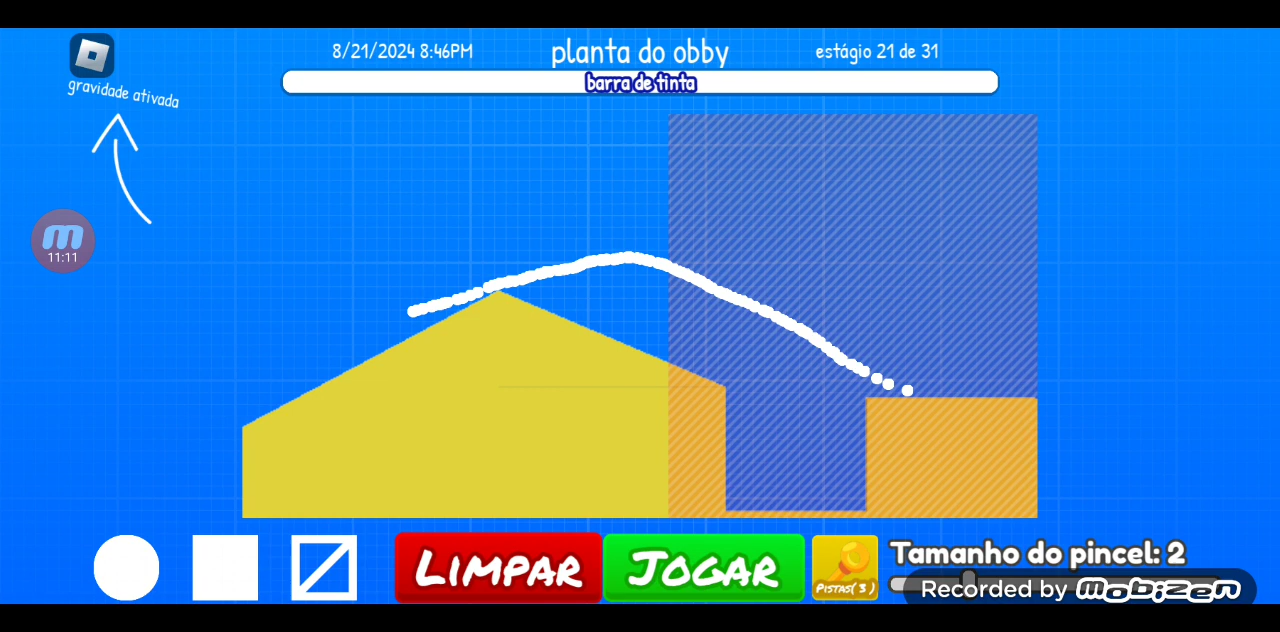 8/21/2024 8:46PM
planta do obby
estágio 21 de 31
gravidade ativada
barra de tinta
m
11:11
LIMPAR
JOGAR
PISTAS(3)
Tamanho do pincel: 2
Recorded by mobizen